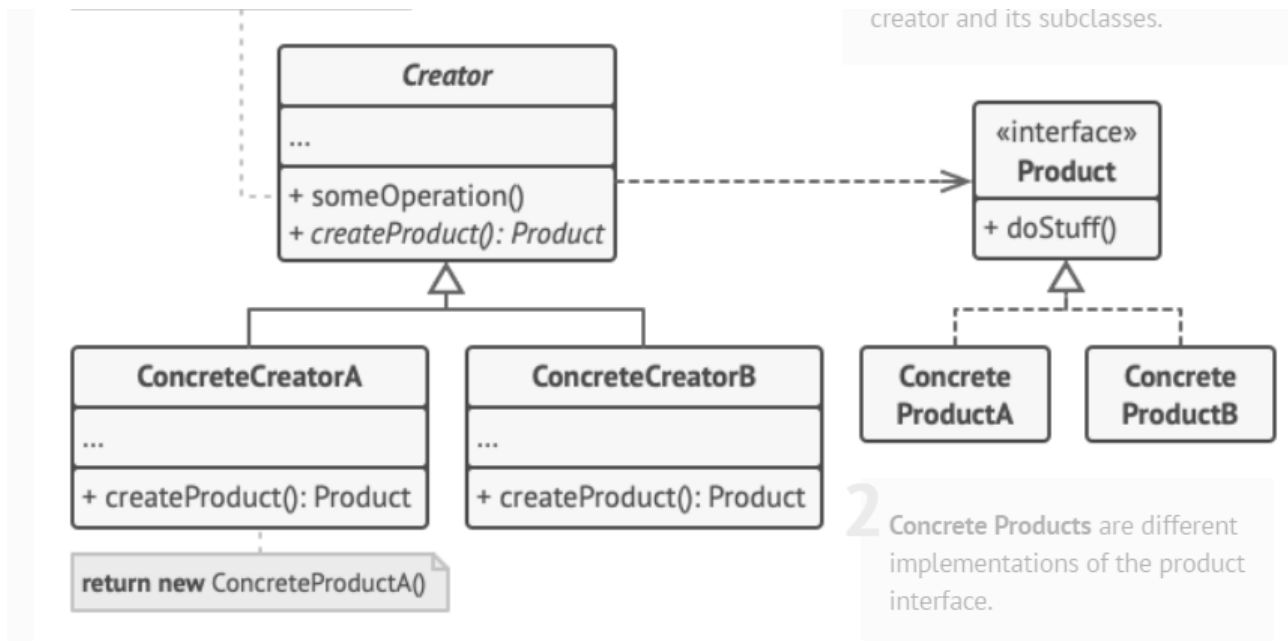 creator and its subclasses.
Creator
...
+ someOperation()
+ createProduct(): Product
«interface»
Product
+ doStuff()
ConcreteCreatorA
...
+ createProduct(): Product
ConcreteCreatorB
...
+ createProduct(): Product
Concrete
ProductA
Concrete
ProductB
return new ConcreteProductA()
2
Concrete Products are different
implementations of the product
interface.